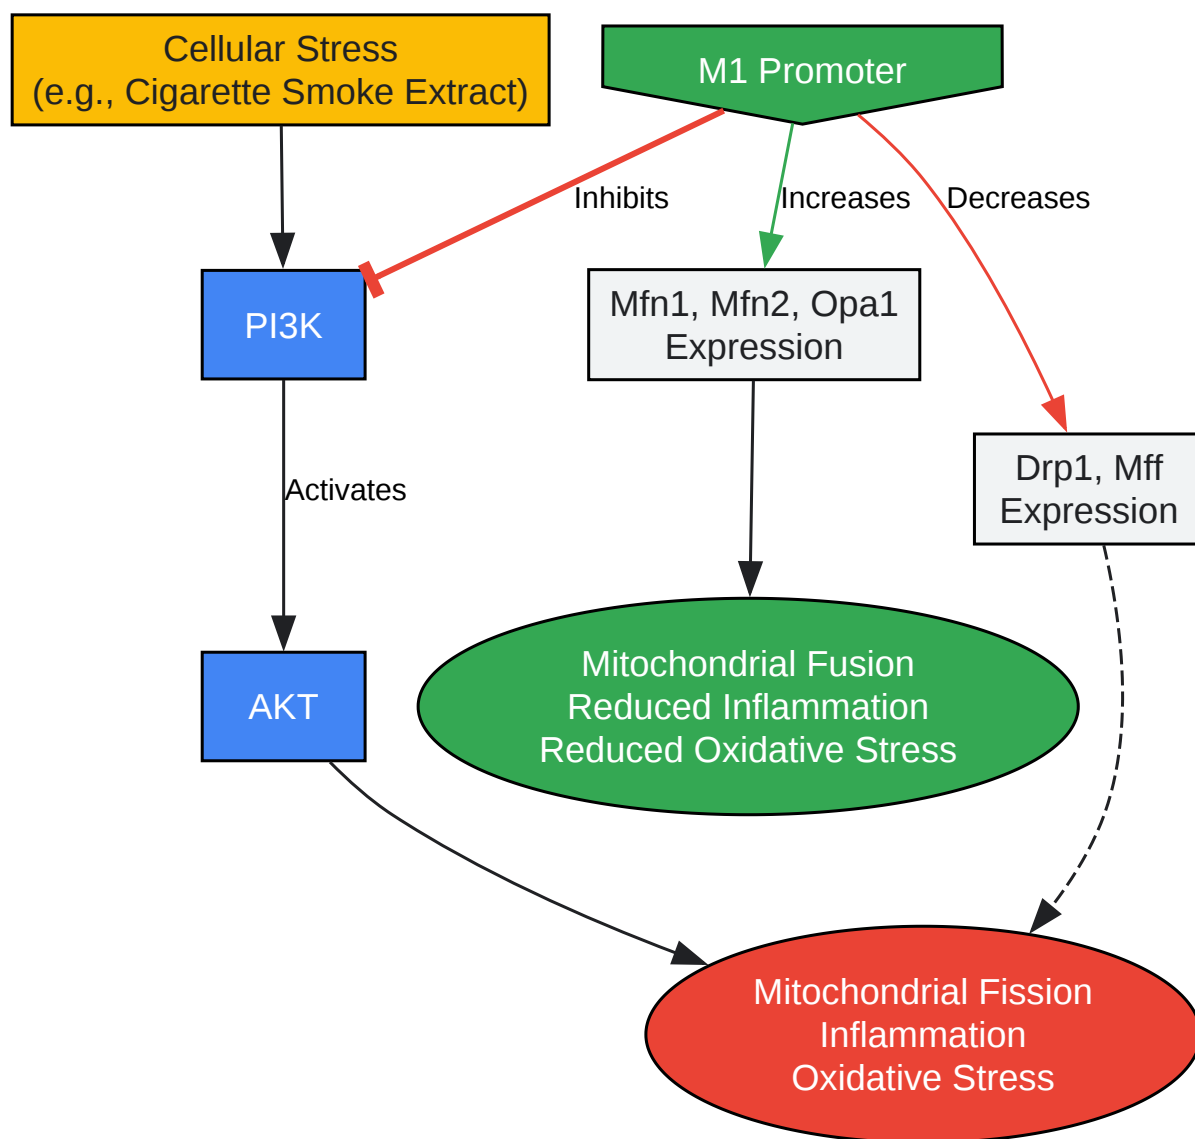 Cellular Stress
(e.g., Cigarette Smoke Extract)
M1 Promoter
Inhibits
Increases
Decreases
PI3K
Mfn1, Mfn2, Opa1
Expression
Drp1, Mff
Expression
Activates
AKT
Mitochondrial Fusion
Reduced Inflammation
Reduced Oxidative Stress
Mitochondrial Fission
Inflammation
Oxidative Stress